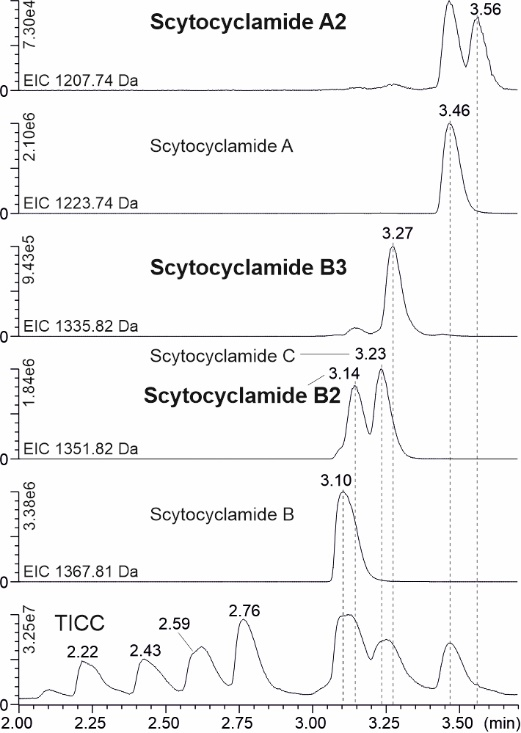 7.30e4
Scytocyclamide A2
3.56
EIC 1207.74 Da
0
2.10e6
3.46
Scytocyclamide A
EIC 1223.74 Da
0
9.43e5
3.27
Scytocyclamide B3
EIC 1335.82 Da
0
1.84e6
Scytocyclamide C 3.23
3.14
Scytocyclamide B2
EIC 1351.82 Da
0
3.38e6
3.10
Scytocyclamide B
EIC 1367.81 Da
0
3.25e7
TICC
2.22 2.43 2.59 2.76
0
2.00 2.25 2.50 2.75 3.00 3.25 3.50 (min)